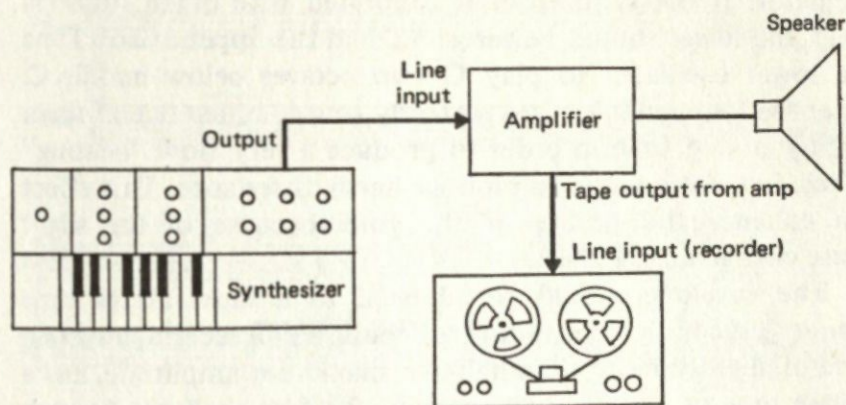 Speaker
Line
input
Output
Amplifier
Tape output from amp
Line input (recorder)
Synthesizer